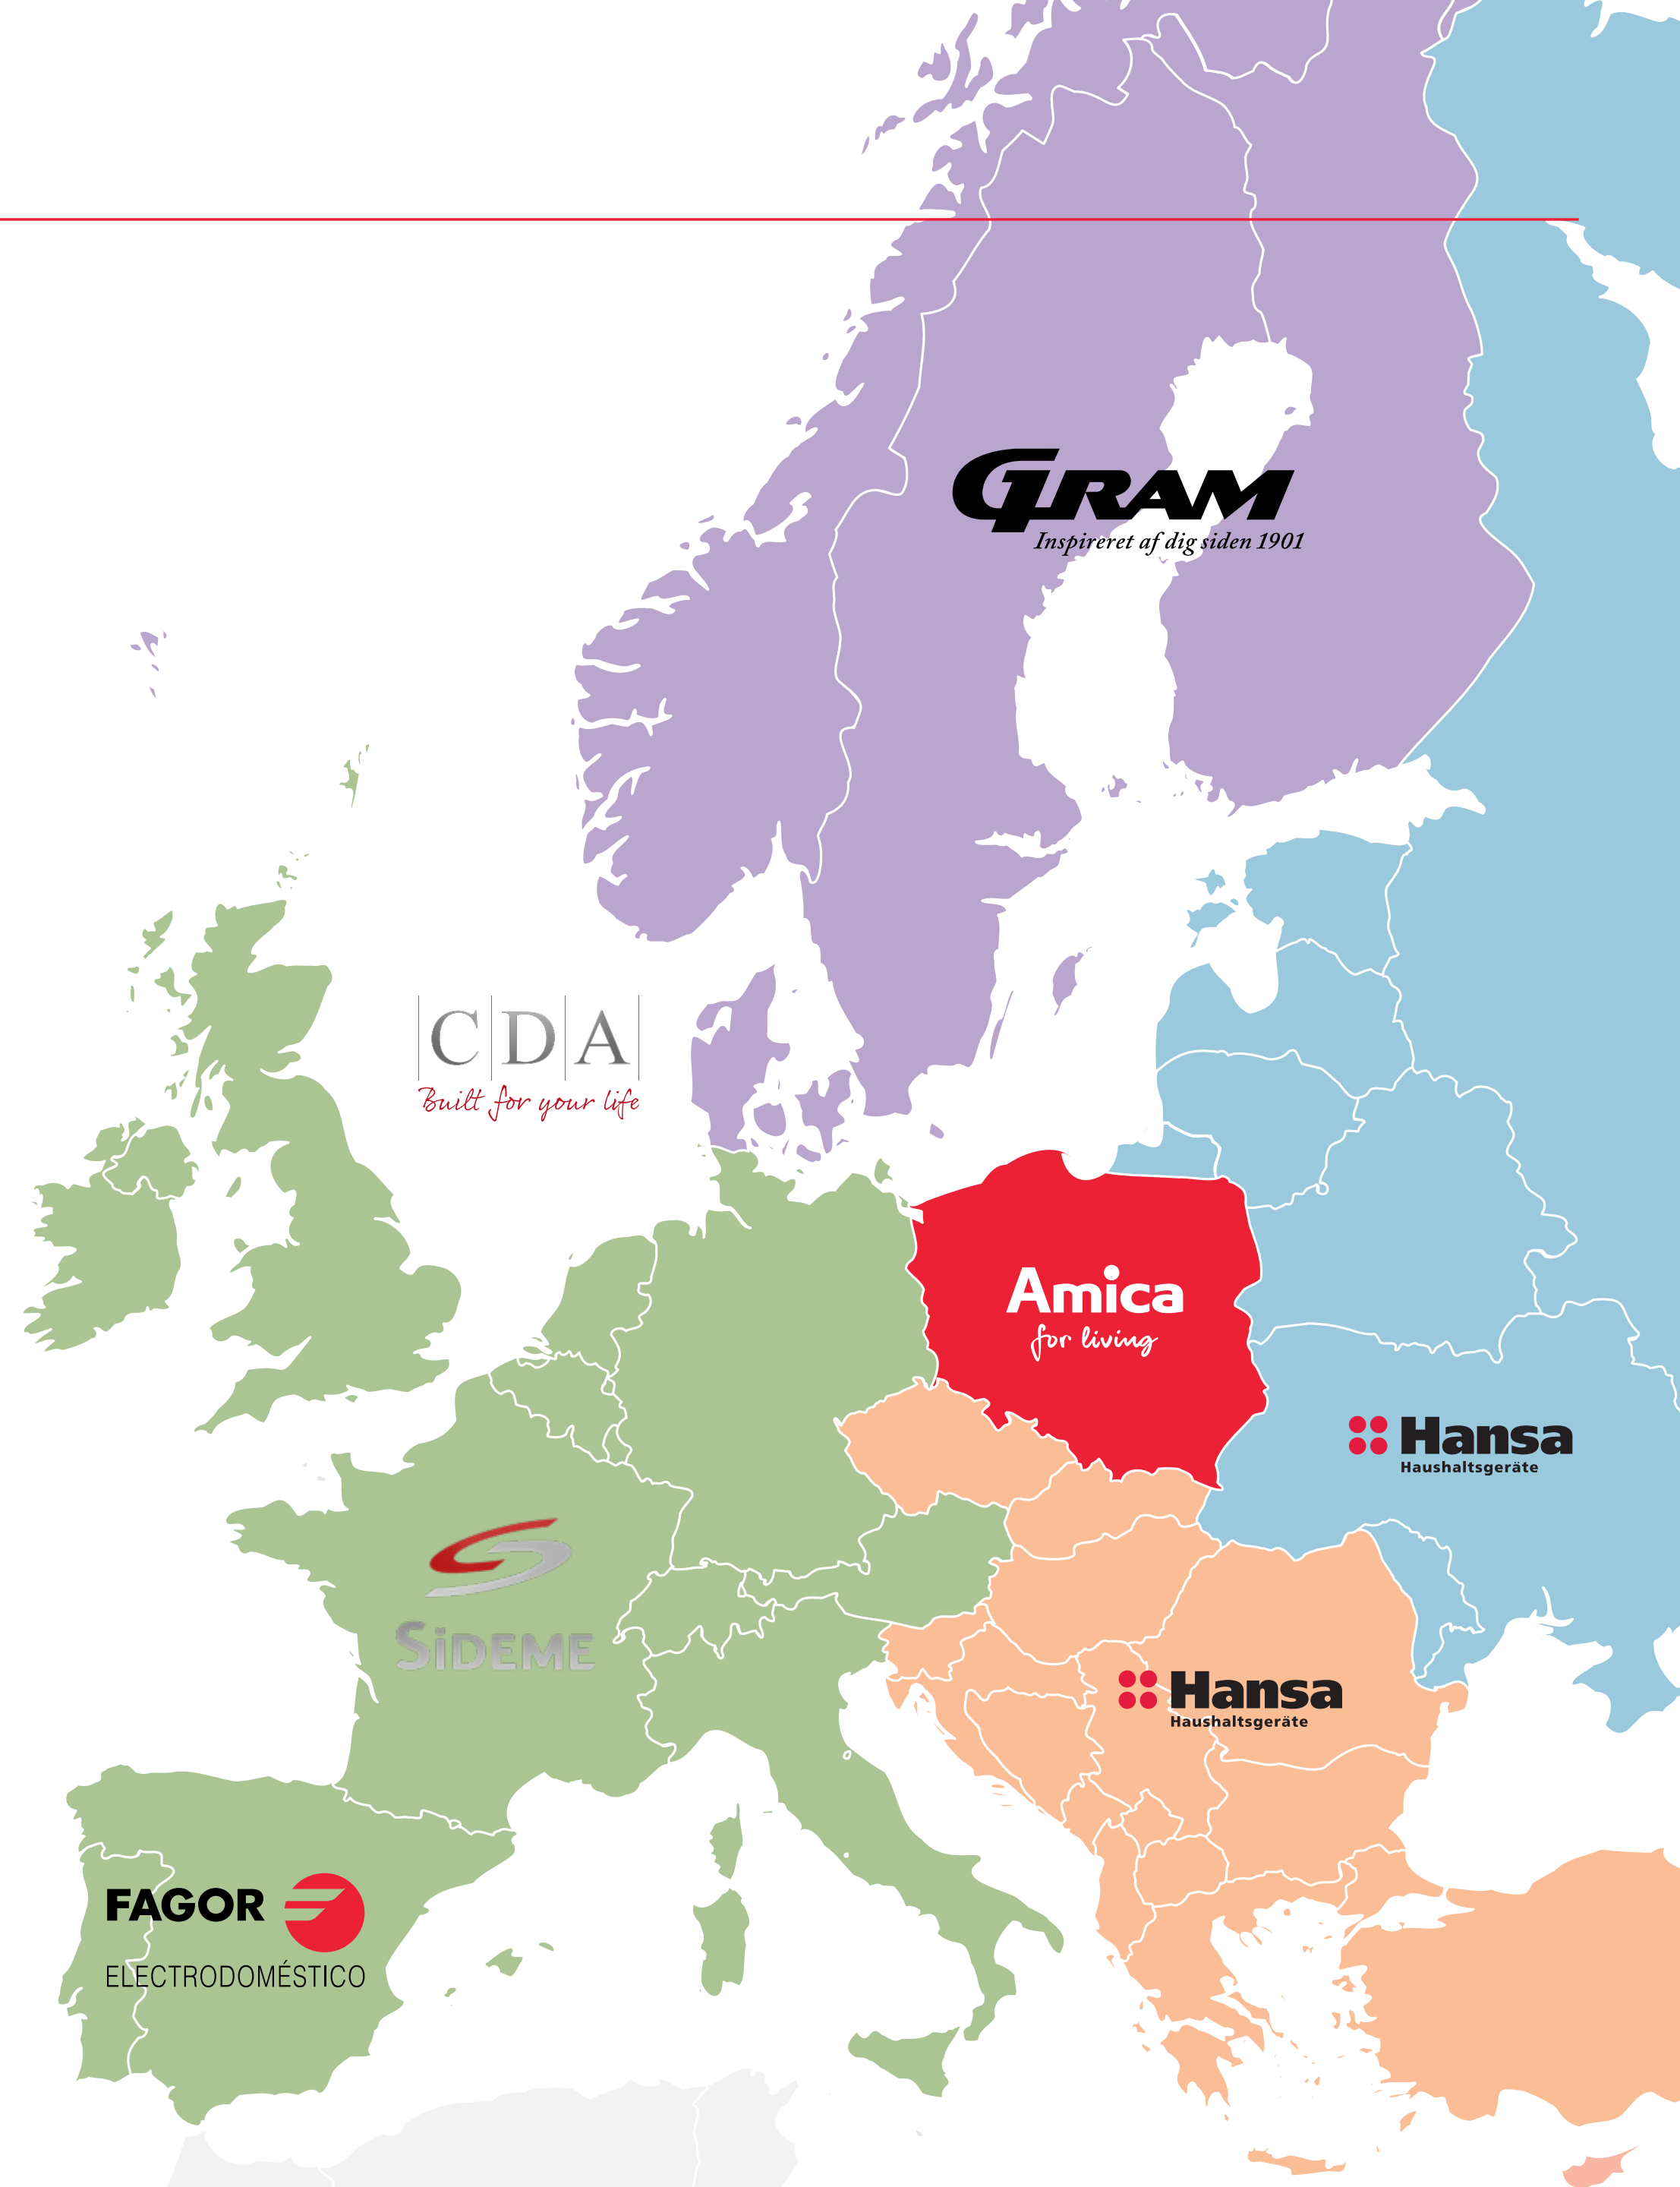 GRAM
Inspireret af dig siden 1901
CDA
Built for your life
Amica
for living
Hansa
Haushaltsgeräte
SiDEME
Hansa
Haushaltsgeräte
FAGOR
ELECTRODOMÉSTICO